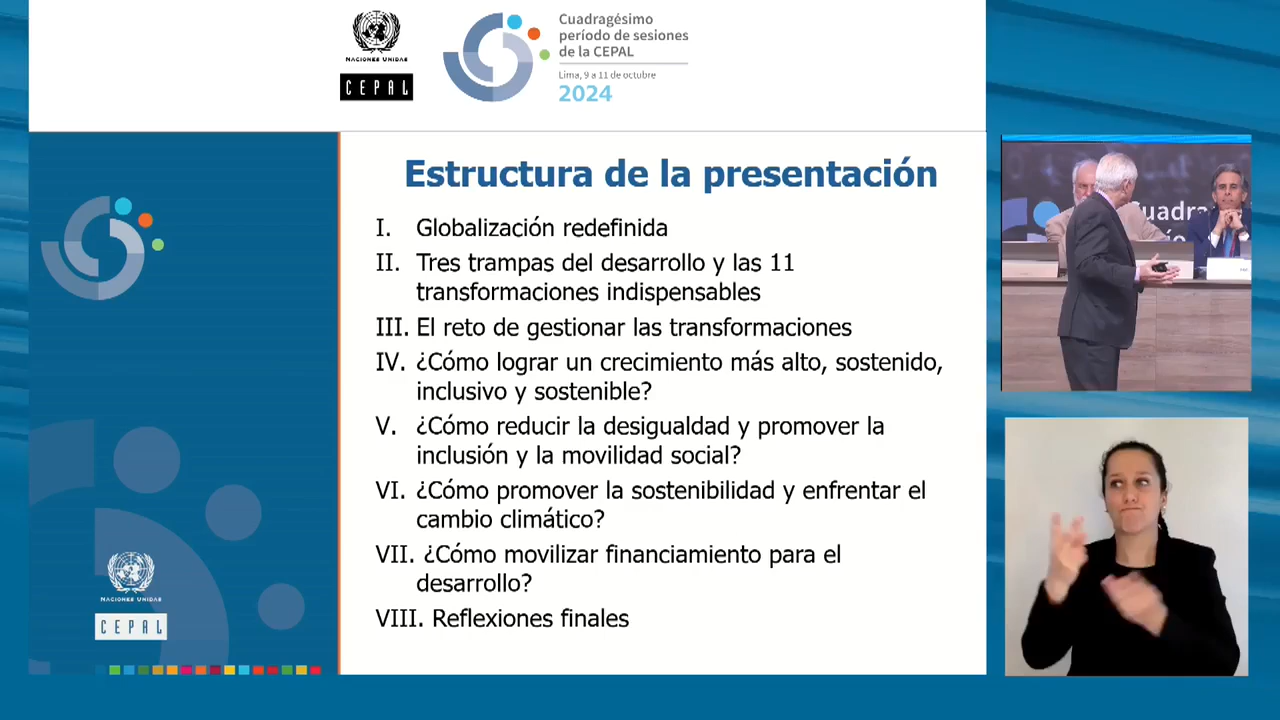 NACIONES UNIDAS
CEPAL
Cuadragésimo
período de sesiones
de la CEPAL
Lima, 9 a 11 de octubre
2024
Estructura de la presentación
I. Globalización redefinida
II. Tres trampas del desarrollo y las 11
transformaciones indispensables
III. El reto de gestionar las transformaciones
IV. ¿Cómo lograr un crecimiento más alto, sostenido,
inclusivo y sostenible?
V. ¿Cómo reducir la desigualdad y promover la
inclusión y la movilidad social?
VI. ¿Cómo promover la sostenibilidad y enfrentar el
cambio climático?
VII. ¿Cómo movilizar financiamiento para el
desarrollo?
VIII. Reflexiones finales
NACIONES UNIDAS
CEPAL